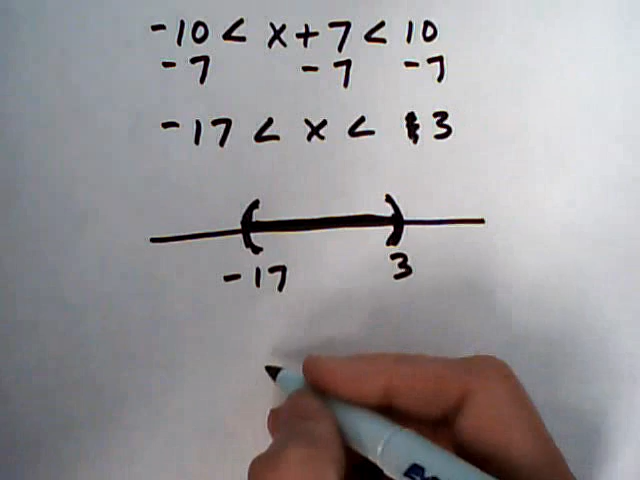 -10 < x + 7 < 10
-7 -7 -7
-17 < x < 3
( )
-17 3